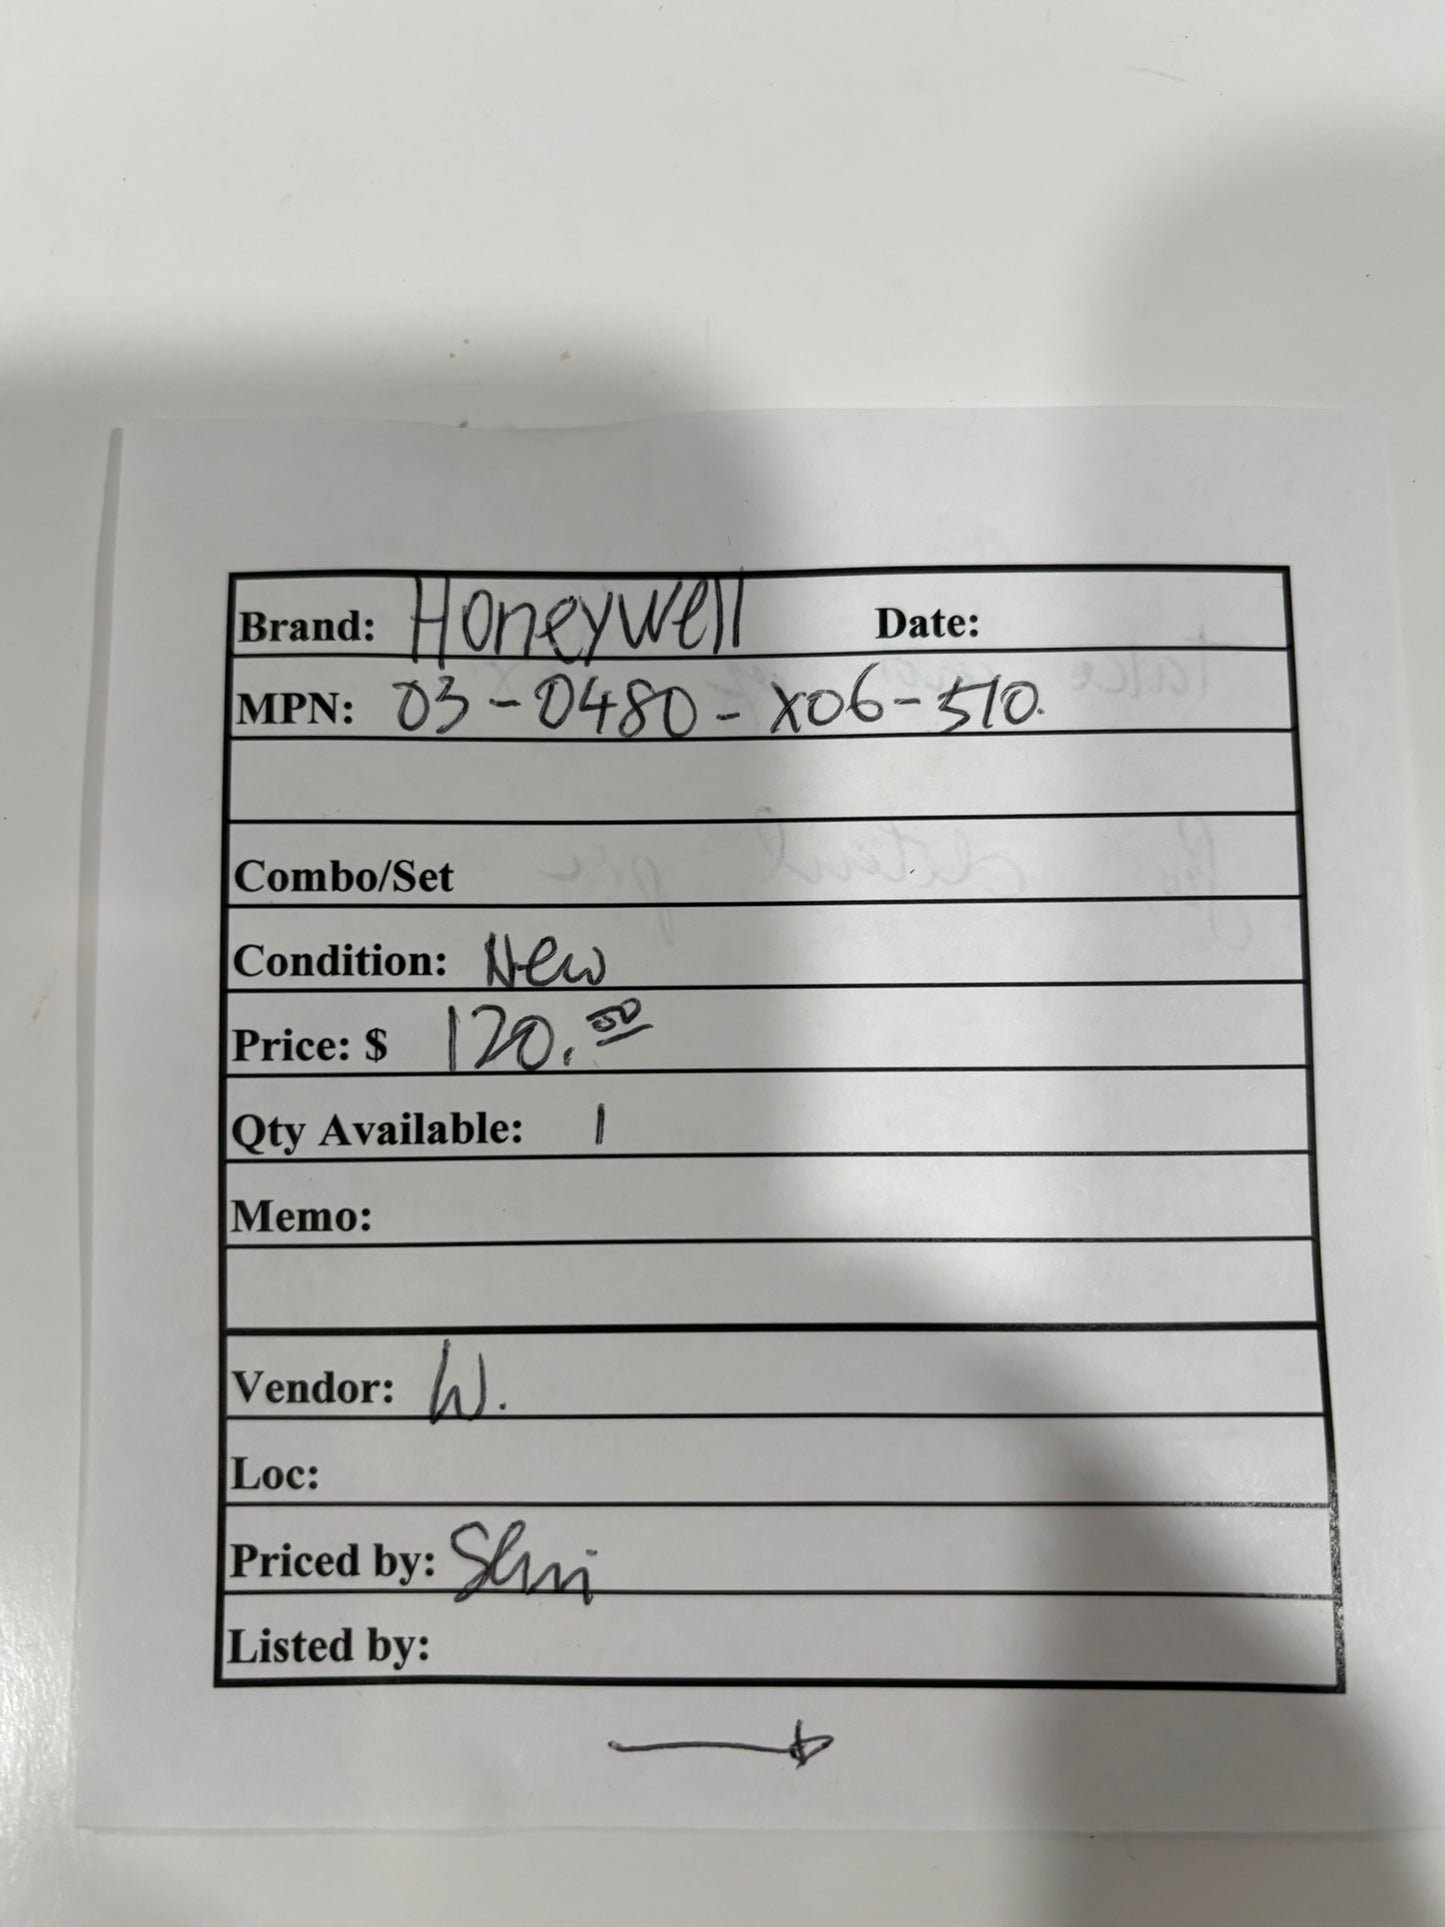 Brand: Honeywell Date:
MPN: 03-0480-X06-510.
Combo/Set
Condition: New
Price: $ 120.00
Qty Available: 1
Memo:
Vendor: W.
Loc:
Priced by:
Listed by: